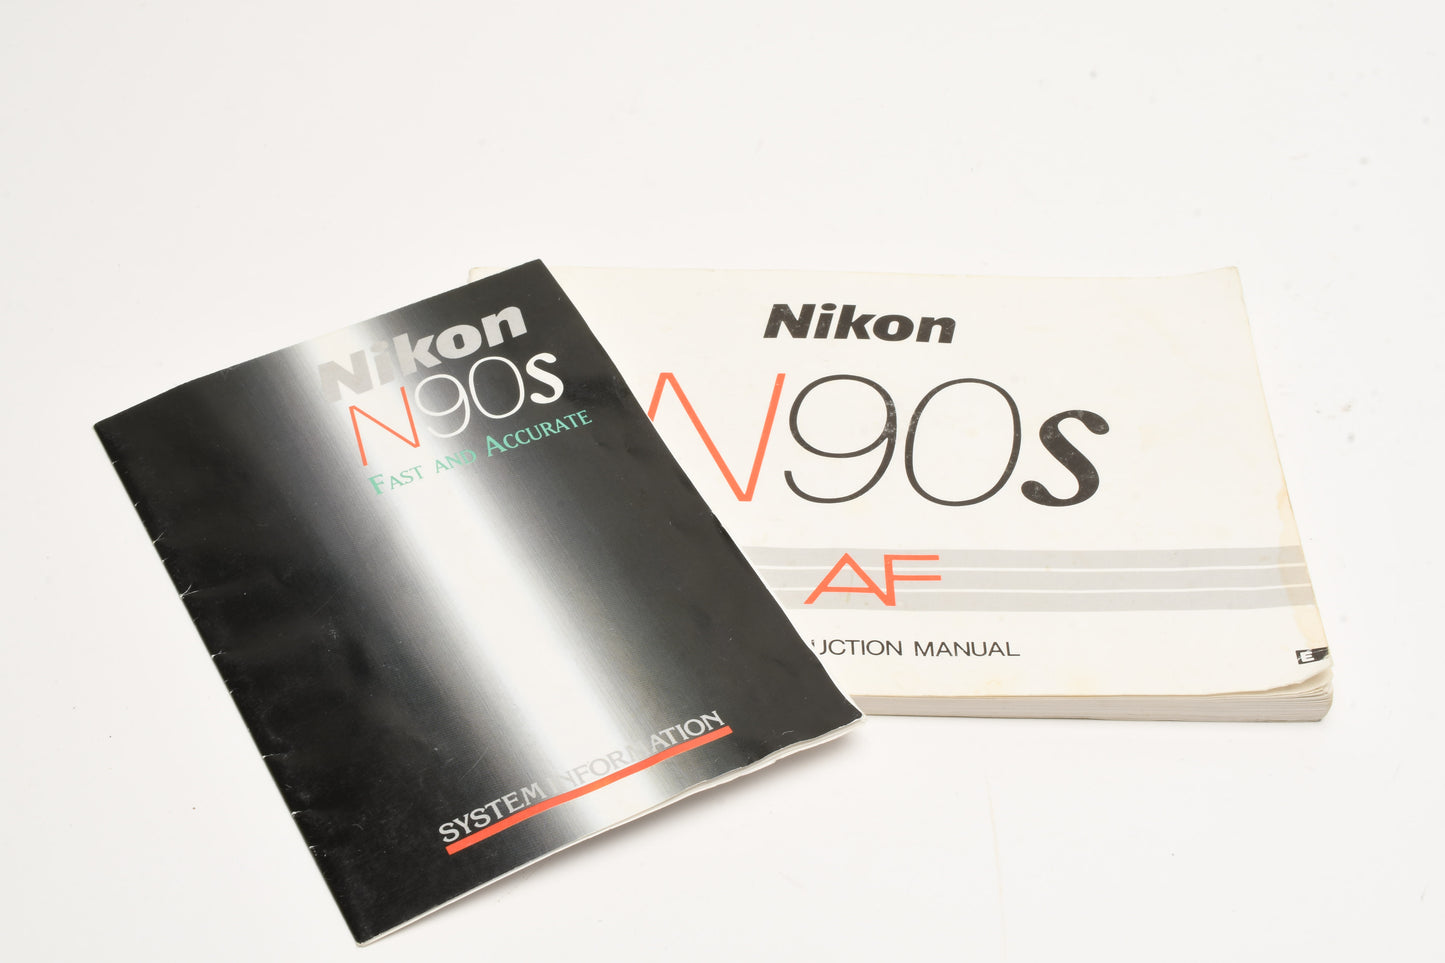 Nikon
N90s
FAST AND ACCURATE
SYSTEM INFORMATION
Nikon
N90s
AF
UCTION MANUAL
E